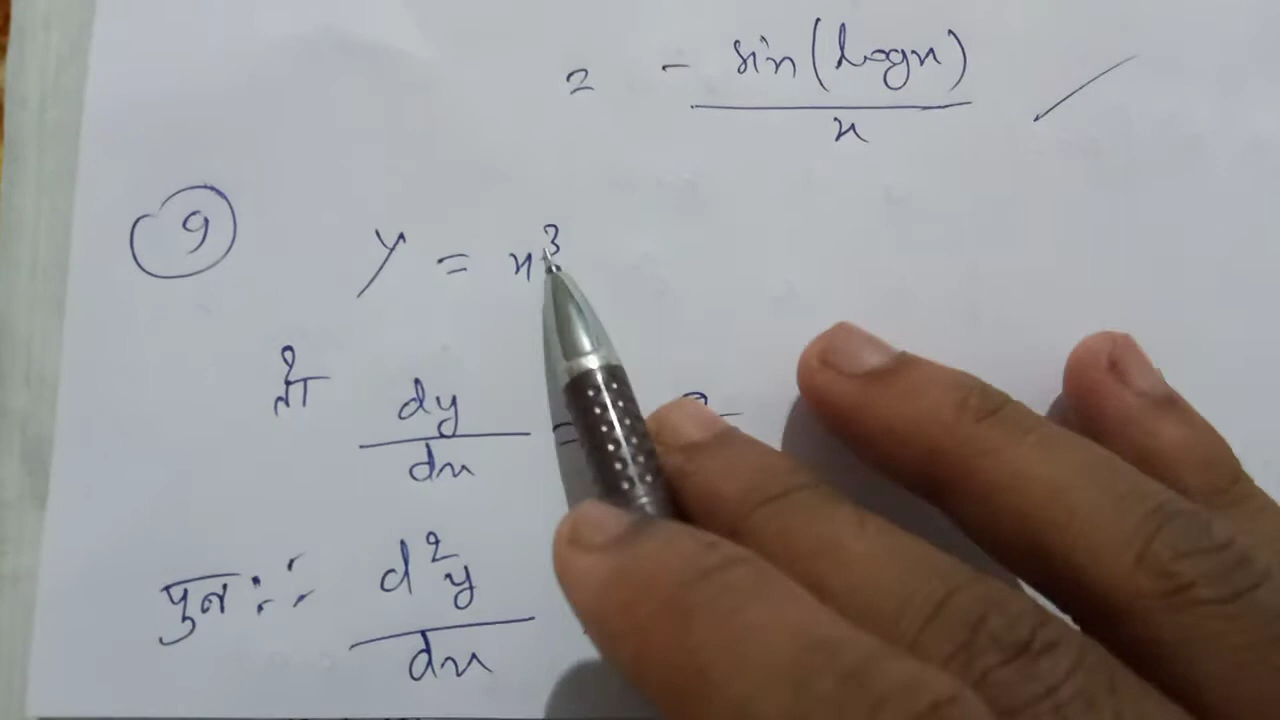 = - sin(logx) / x
9 y = x³
तो dy/dx =
पुनः ∴ d²y/dx